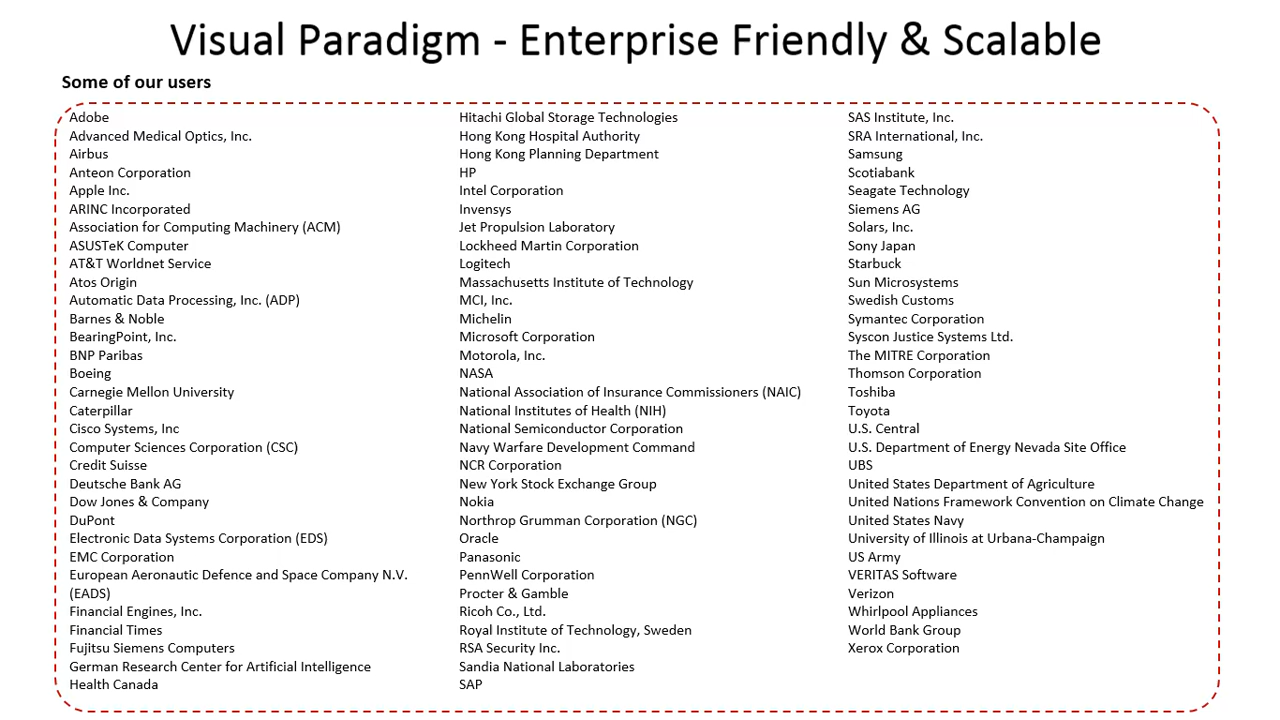 Visual Paradigm - Enterprise Friendly & Scalable
Some of our users
Adobe
Advanced Medical Optics, Inc.
Airbus
Anteon Corporation
Apple Inc.
ARINC Incorporated
Association for Computing Machinery (ACM)
ASUSTeK Computer
AT&T Worldnet Service
Atos Origin
Automatic Data Processing, Inc. (ADP)
Barnes & Noble
BearingPoint, Inc.
BNP Paribas
Boeing
Carnegie Mellon University
Caterpillar
Cisco Systems, Inc
Computer Sciences Corporation (CSC)
Credit Suisse
Deutsche Bank AG
Dow Jones & Company
DuPont
Electronic Data Systems Corporation (EDS)
EMC Corporation
European Aeronautic Defence and Space Company N.V.
(EADS)
Financial Engines, Inc.
Financial Times
Fujitsu Siemens Computers
German Research Center for Artificial Intelligence
Health Canada
Hitachi Global Storage Technologies
Hong Kong Hospital Authority
Hong Kong Planning Department
HP
Intel Corporation
Invensys
Jet Propulsion Laboratory
Lockheed Martin Corporation
Logitech
Massachusetts Institute of Technology
MCI, Inc.
Michelin
Microsoft Corporation
Motorola, Inc.
NASA
National Association of Insurance Commissioners (NAIC)
National Institutes of Health (NIH)
National Semiconductor Corporation
Navy Warfare Development Command
NCR Corporation
New York Stock Exchange Group
Nokia
Northrop Grumman Corporation (NGC)
Oracle
Panasonic
PennWell Corporation
Procter & Gamble
Ricoh Co., Ltd.
Royal Institute of Technology, Sweden
RSA Security Inc.
Sandia National Laboratories
SAP
SAS Institute, Inc.
SRA International, Inc.
Samsung
Scotiabank
Seagate Technology
Siemens AG
Solars, Inc.
Sony Japan
Starbuck
Sun Microsystems
Swedish Customs
Symantec Corporation
Syscon Justice Systems Ltd.
The MITRE Corporation
Thomson Corporation
Toshiba
Toyota
U.S. Central
U.S. Department of Energy Nevada Site Office
UBS
United States Department of Agriculture
United Nations Framework Convention on Climate Change
United States Navy
University of Illinois at Urbana-Champaign
US Army
VERITAS Software
Verizon
Whirlpool Appliances
World Bank Group
Xerox Corporation